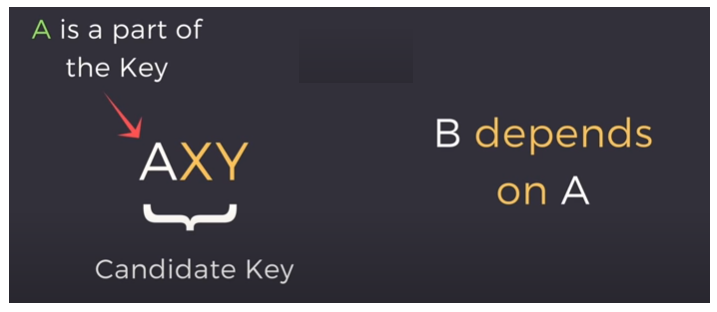 A is a part of
the Key
AXY
Candidate Key
B depends
on A